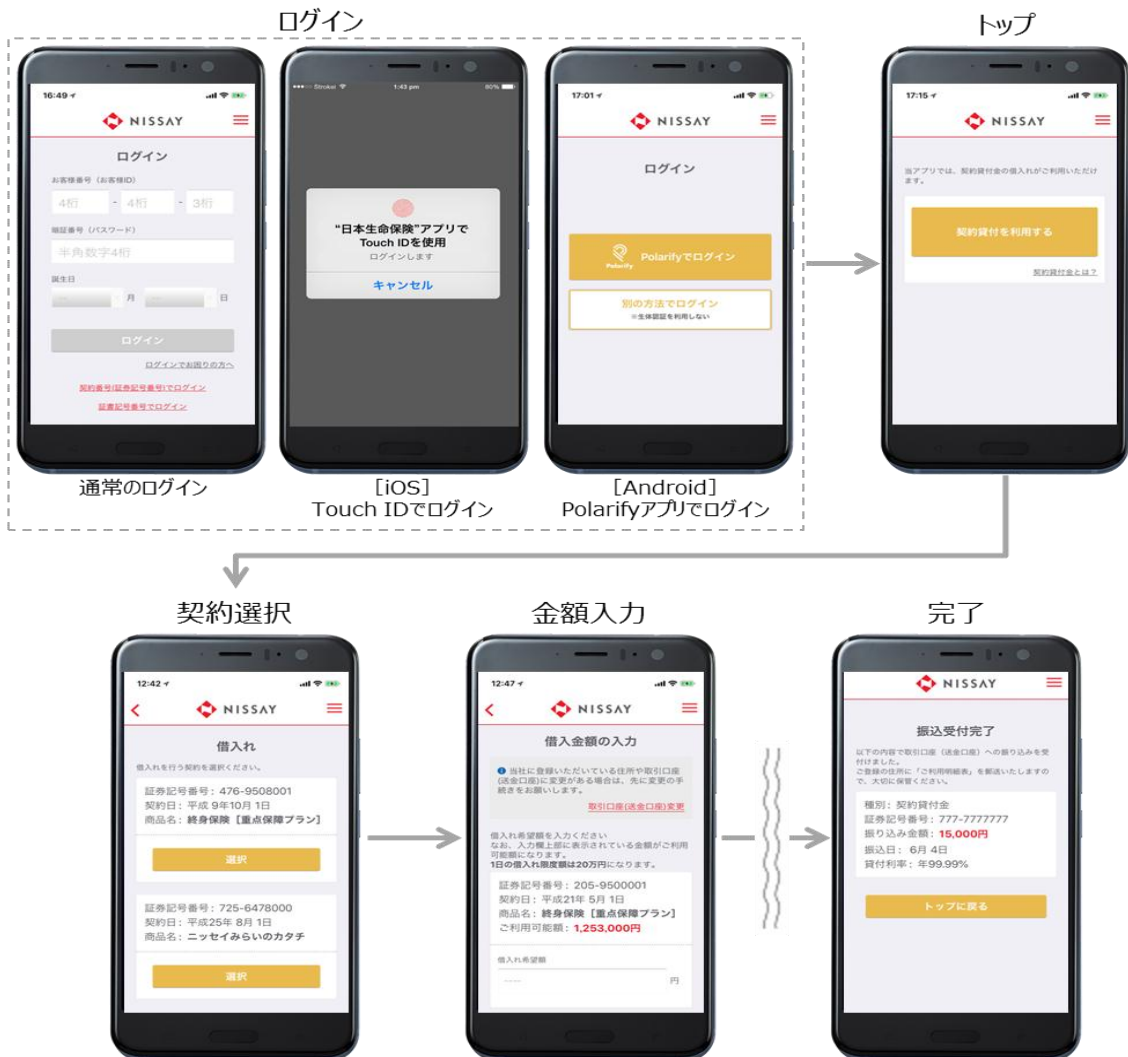 ログイン
トップ
16:49
NISSAY
ログイン
お客様番号（お客様ID）
4桁 - 4桁 - 3桁
暗証番号（パスワード）
半角数字4桁
誕生日
--- 月 --- 日
ログイン
ログインでお困りの方へ
契約番号(証券記号番号)でログイン
証書記号番号でログイン
通常のログイン
1:43 pm
80%
"日本生命保険"アプリで
Touch IDを使用
ログインします
キャンセル
[iOS]
Touch IDでログイン
17:01
NISSAY
ログイン
Polarify
Polarifyでログイン
別の方法でログイン
※生体認証を利用しない
[Android]
Polarifyアプリでログイン
17:15
NISSAY
当アプリでは、契約貸付金の借入れがご利用いただけ
ます。
契約貸付を利用する
契約貸付金とは？
契約選択
12:42
NISSAY
借入れ
借入れを行う契約を選択ください。
証券記号番号：476-9508001
契約日：平成 9年10月 1日
商品名：終身保険［重点保障プラン］
選択
証券記号番号：725-6478000
契約日：平成25年 8月 1日
商品名：ニッセイみらいのカタチ
選択
金額入力
12:47
NISSAY
借入金額の入力
当社に登録いただいている住所や取引口座
(送金口座)に変更がある場合は、先に変更の手
続きをお願いします。
取引口座(送金口座)変更
借入れ希望額を入力ください
なお、入力欄上部に表示されている金額がご利用
可能額になります。
1日の借入れ限度額は20万円になります。
証券記号番号：205-9500001
契約日：平成21年 5月 1日
商品名：終身保険［重点保障プラン］
ご利用可能額：1,253,000円
借入れ希望額
---- 円
完了
NISSAY
振込受付完了
以下の内容で取引口座（送金口座）への振り込みを受
付けました。
ご登録の住所に「ご利用明細表」を郵送いたしますの
で、大切に保管ください。
種別：契約貸付金
証券記号番号：777-7777777
振り込み金額：15,000円
振込日： 6月 4日
貸付利率：年99.99%
トップに戻る